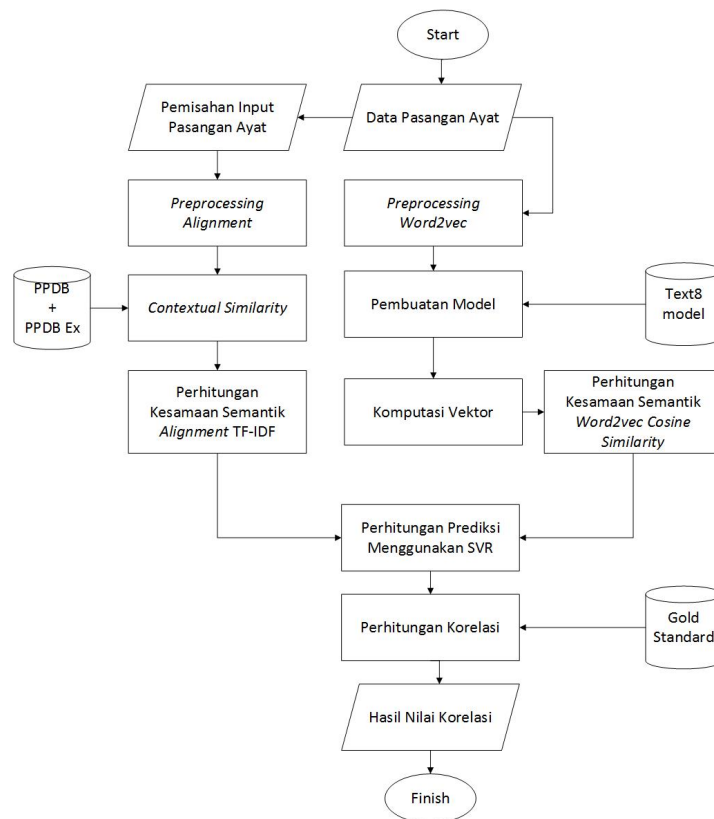 Start
Pemisahan Input
Pasangan Ayat
Data Pasangan Ayat
Preprocessing
Alignment
Preprocessing
Word2vec
PPDB
+
PPDB Ex
Contextual Similarity
Pembuatan Model
Text8
model
Perhitungan
Kesamaan Semantik
Alignment TF-IDF
Komputasi Vektor
Perhitungan
Kesamaan Semantik
Word2vec Cosine
Similarity
Perhitungan Prediksi
Menggunakan SVR
Perhitungan Korelasi
Gold
Standard
Hasil Nilai Korelasi
Finish